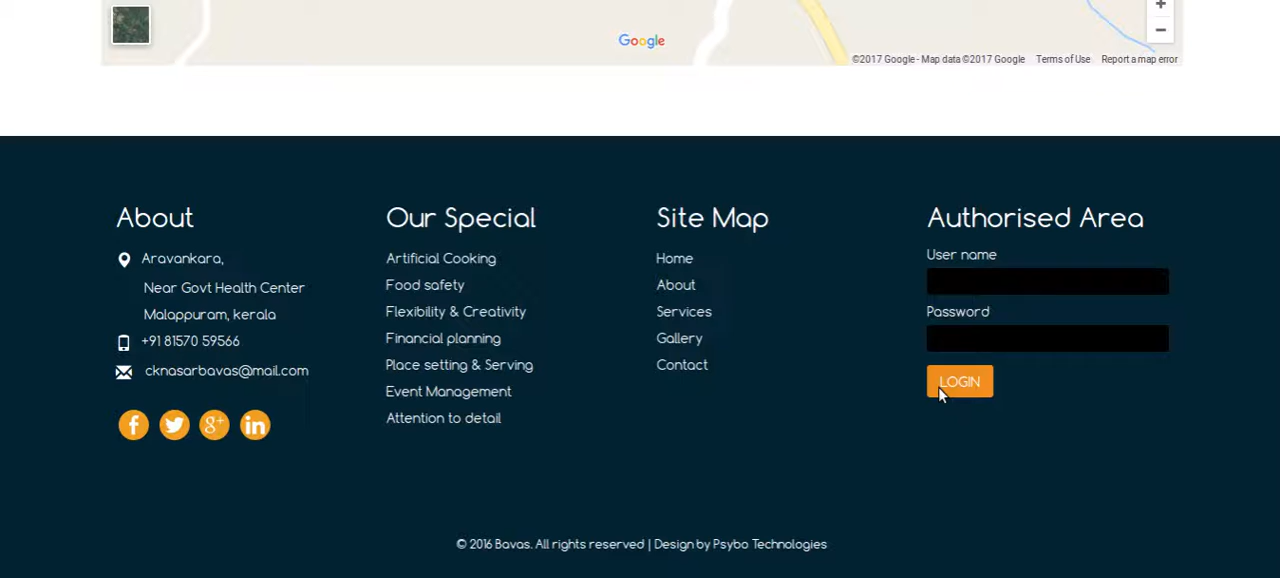 +
−
Google
©2017 Google - Map data ©2017 Google Terms of Use Report a map error
About
Aravankara,
Near Govt Health Center
Malappuram, kerala
+91 81570 59566
cknasarbavas@mail.com
f g+ in
Our Special
Artificial Cooking
Food safety
Flexibility & Creativity
Financial planning
Place setting & Serving
Event Management
Attention to detail
Site Map
Home
About
Services
Gallery
Contact
Authorised Area
User name
Password
LOGIN
© 2016 Bavas. All rights reserved | Design by Psybo Technologies